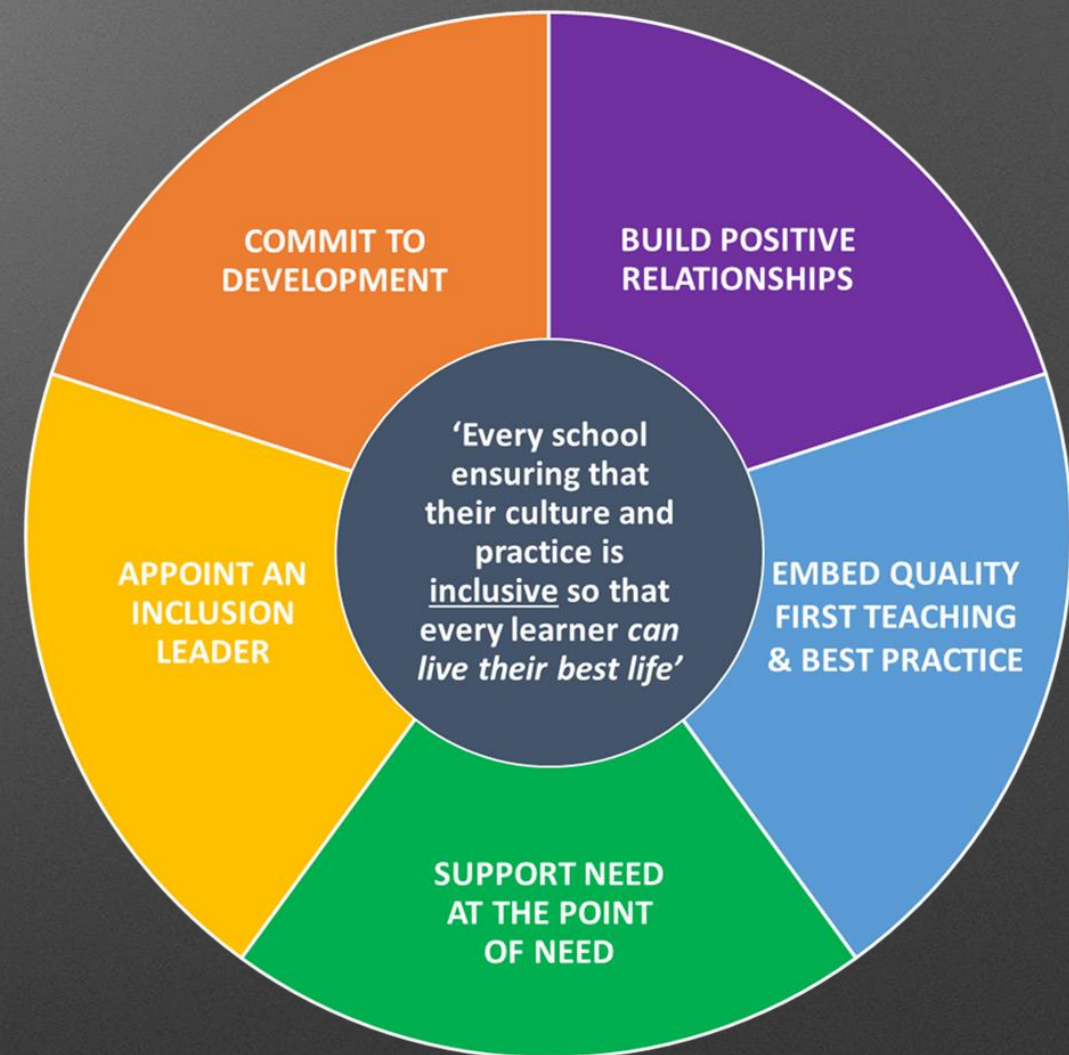 COMMIT TO
DEVELOPMENT
BUILD POSITIVE
RELATIONSHIPS
‘Every school
ensuring that
their culture and
practice is
inclusive so that
every learner can
live their best life’
APPOINT AN
INCLUSION
LEADER
EMBED QUALITY
FIRST TEACHING
& BEST PRACTICE
SUPPORT NEED
AT THE POINT
OF NEED